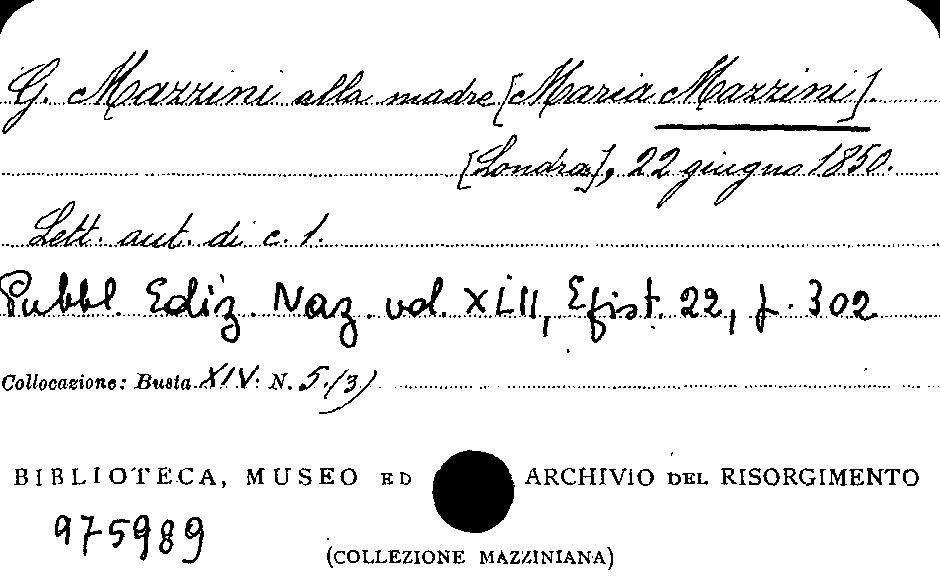 G. Mazzini alla madre [Maria Mazzini].
[Londra], 22 giugno 1850.
Lett. aut. di c. 1.
Pubbl. Ediz. Naz. vol. XLII, Epist. 22, p. 302
Collocazione: Busta XIV. N. 5.(3)
BIBLIOTECA, MUSEO ED ARCHIVIO DEL RISORGIMENTO
975989
(COLLEZIONE MAZZINIANA)